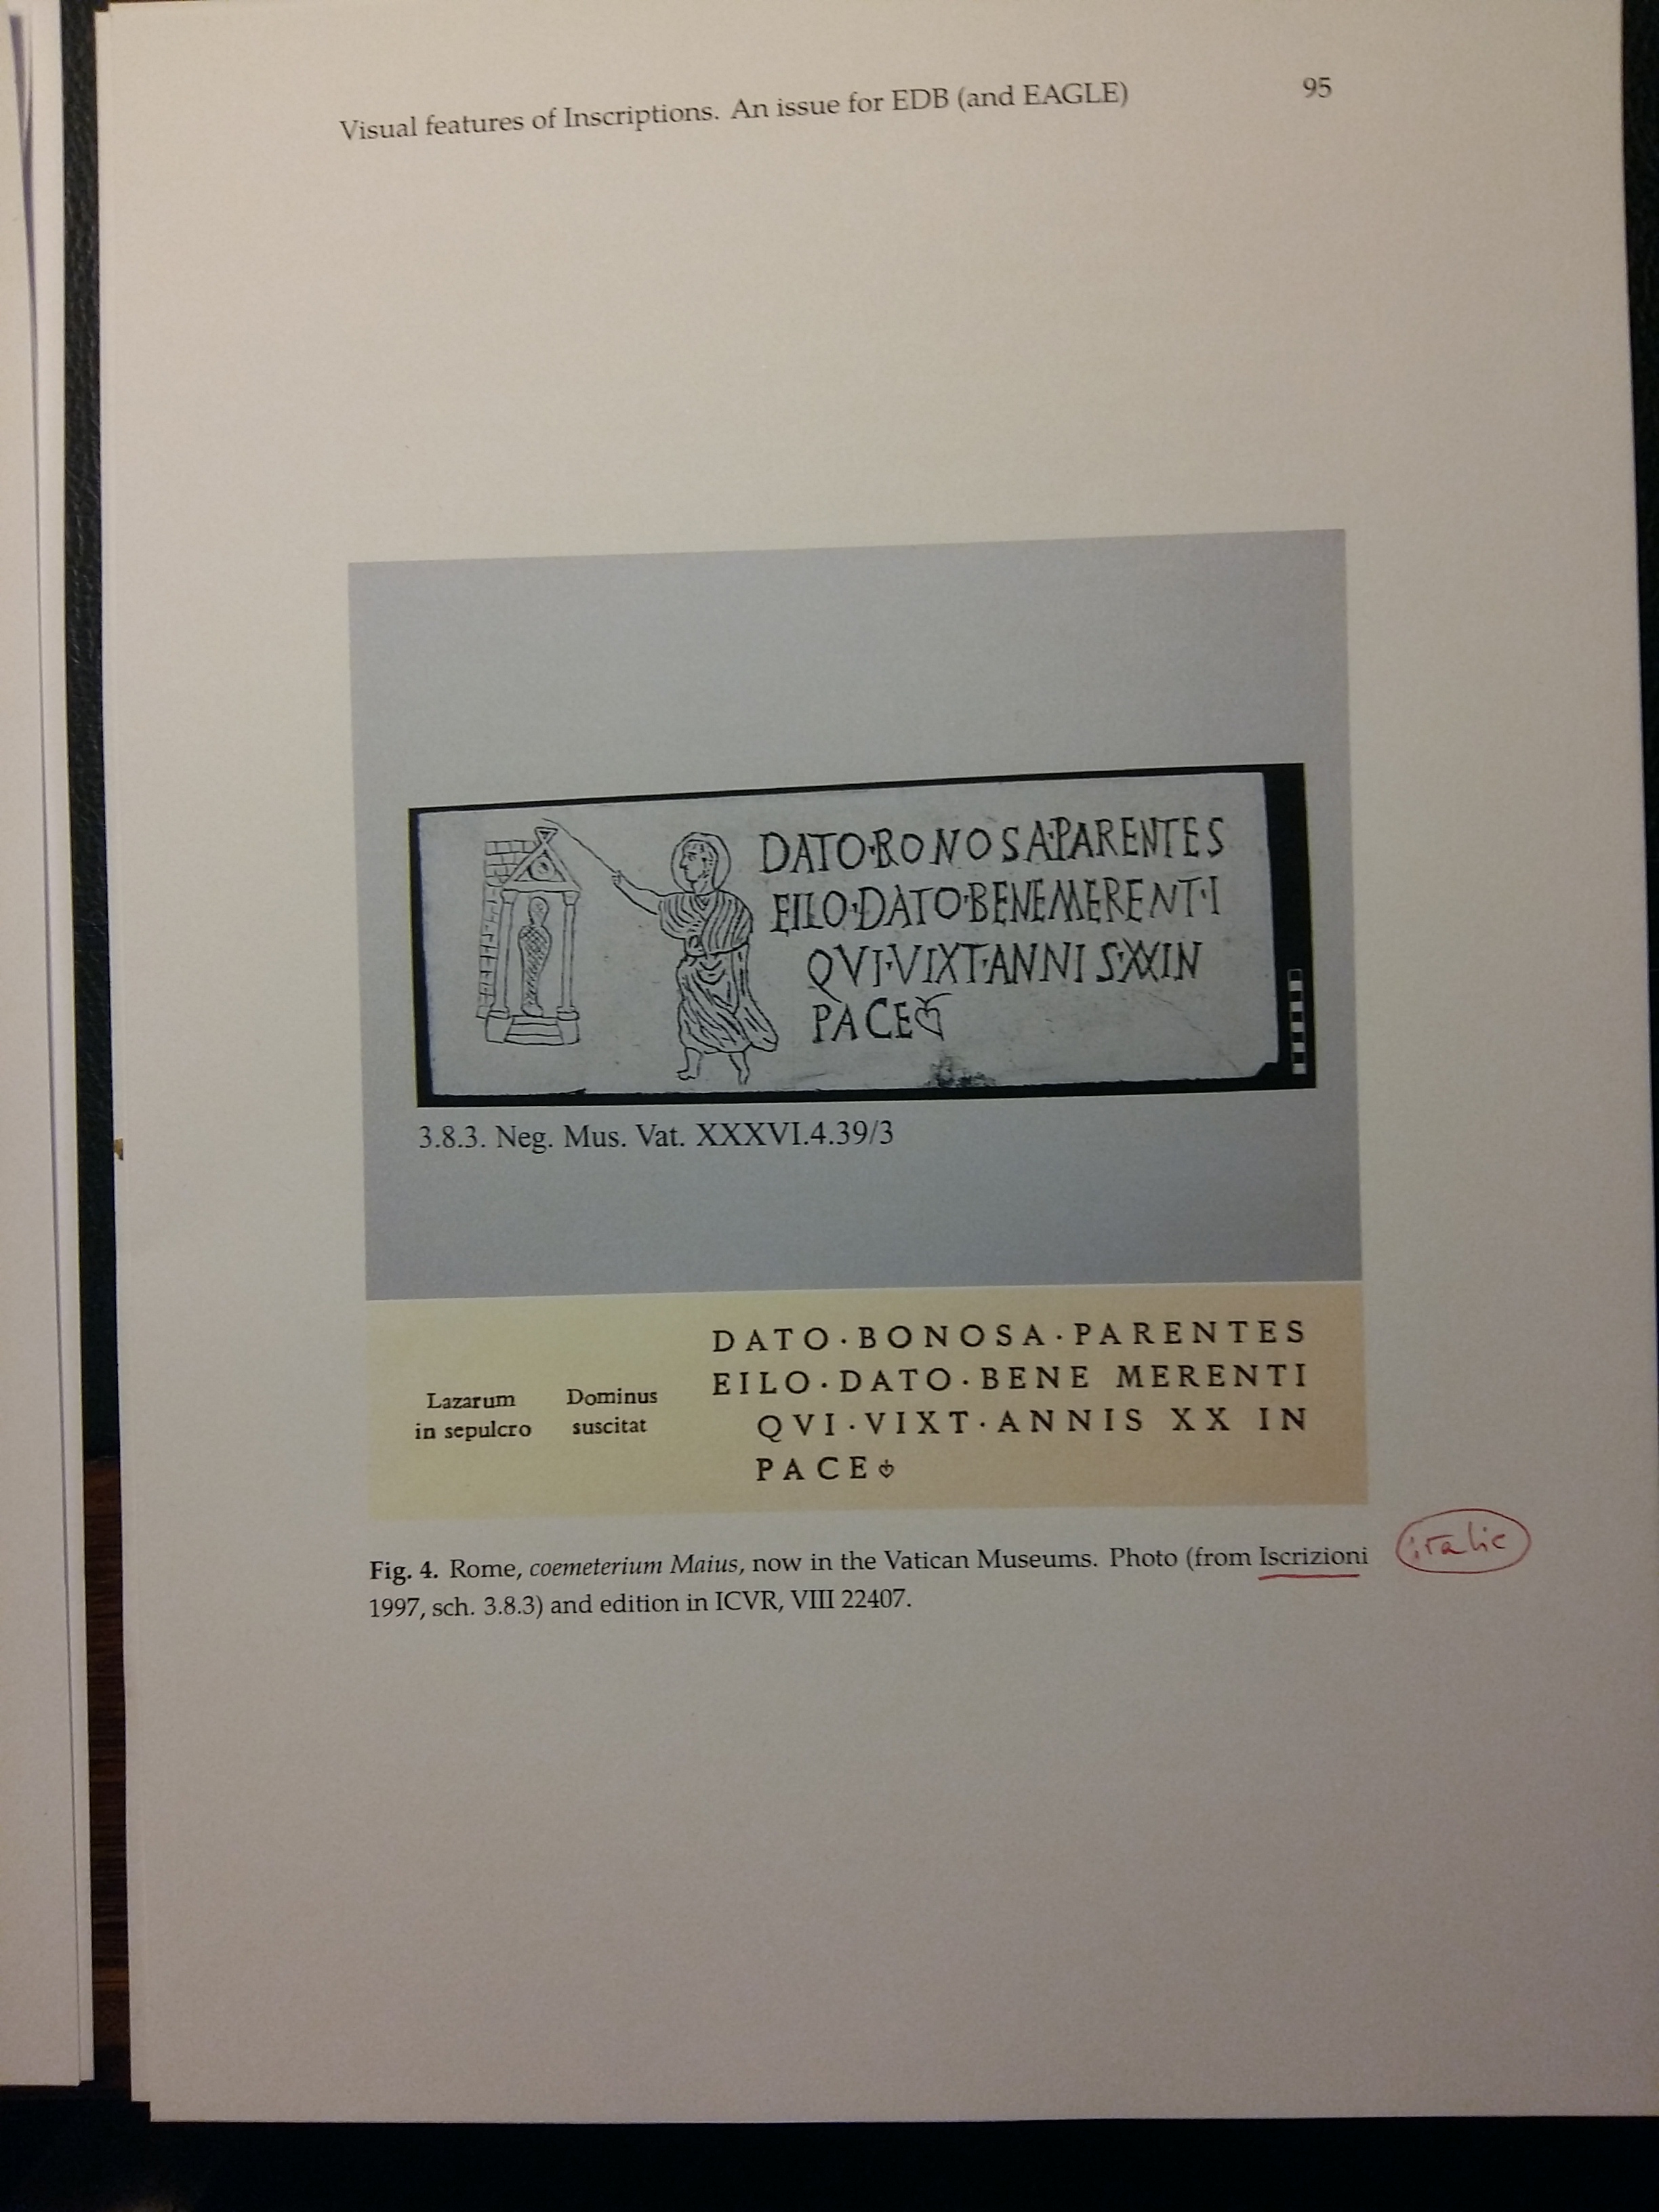 Visual features of Inscriptions. An issue for EDB (and EAGLE) 95
DATO·BONOSA·PARENTES
EILO·DATO·BENEMERENT·I
QVI·VIXT·ANNIS·XXIN
PACE❦
3.8.3. Neg. Mus. Vat. XXXVI.4.39/3
Lazarum
in sepulcro
Dominus
suscitat
DATO · BONOSA · PARENTES
EILO · DATO · BENE MERENTI
QVI · VIXT · ANNIS XX IN
PACE ❦
Fig. 4. Rome, coemeterium Maius, now in the Vatican Museums. Photo (from Iscrizioni
italic
1997, sch. 3.8.3) and edition in ICVR, VIII 22407.